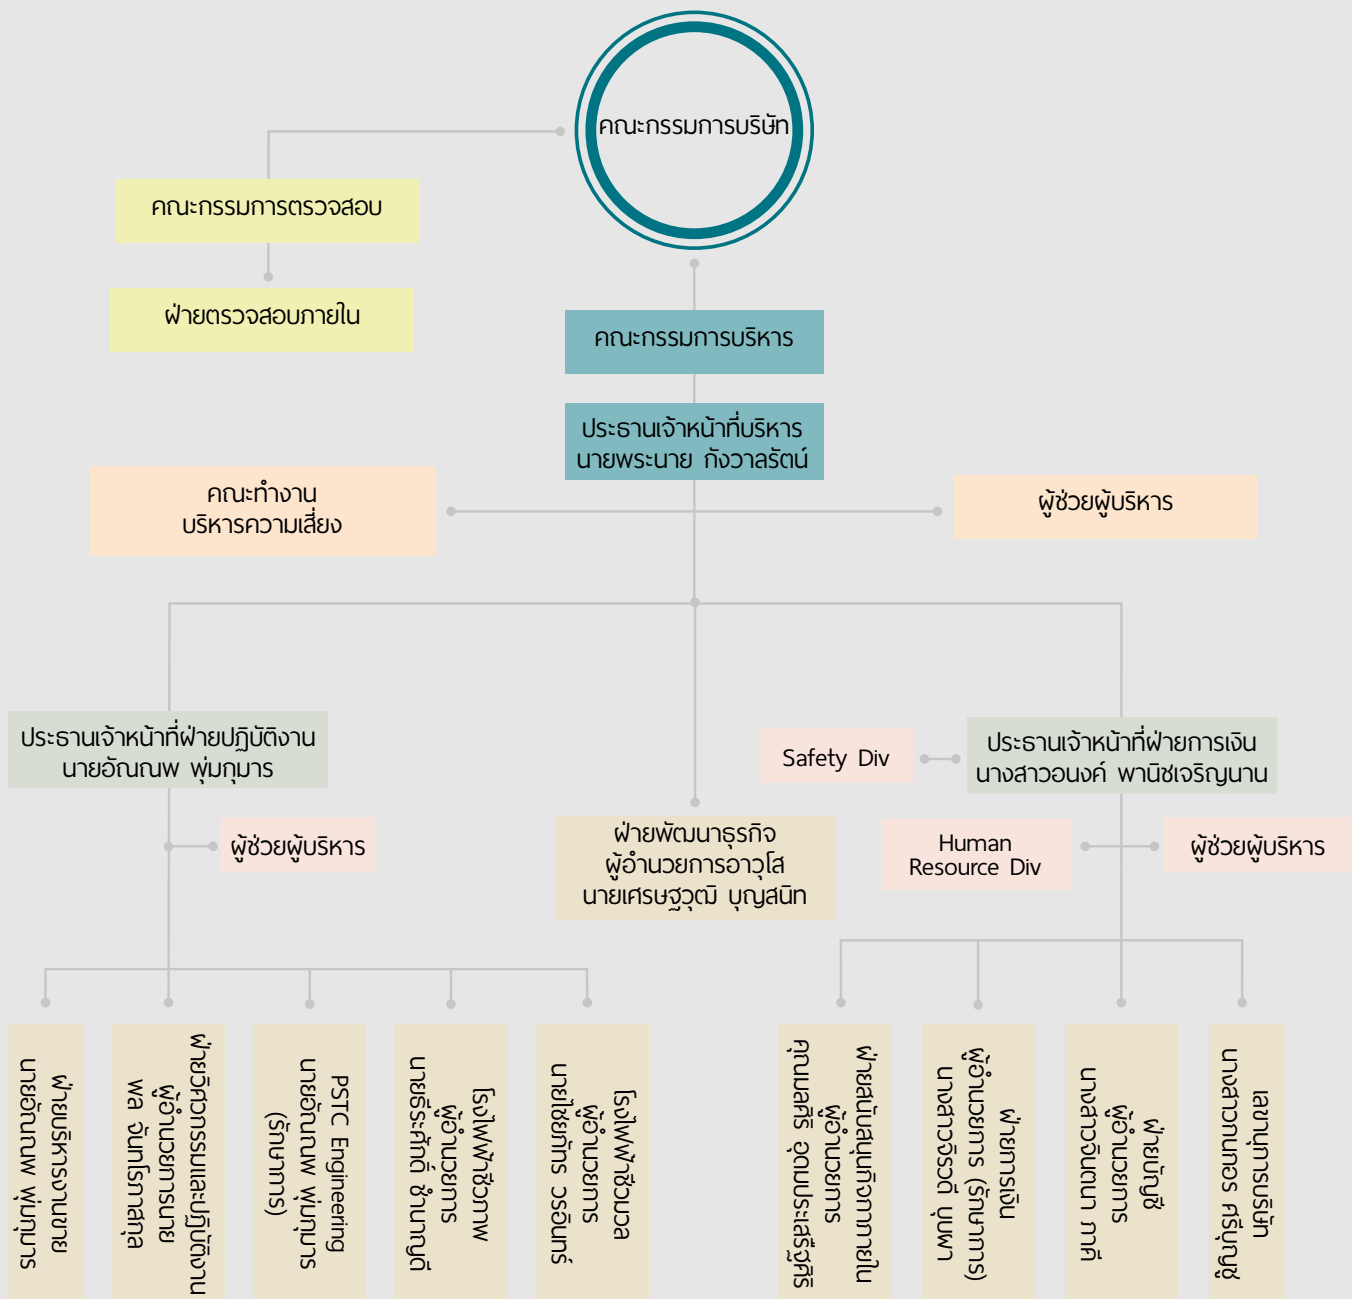 คณะกรรมการบริษัท
คณะกรรมการตรวจสอบ
ฝ่ายตรวจสอบภายใน
คณะกรรมการบริหาร
ประธานเจ้าหน้าที่บริหาร
นายพระนาย กังวาลรัตน์
คณะทำงาน
บริหารความเสี่ยง
ผู้ช่วยผู้บริหาร
ประธานเจ้าหน้าที่ฝ่ายปฏิบัติงาน
นายอัณณพ พุ่มกุมาร
Safety Div
ประธานเจ้าหน้าที่ฝ่ายการเงิน
นางสาวอนงค์ พานิชเจริญนาน
ผู้ช่วยผู้บริหาร
ฝ่ายพัฒนาธุรกิจ
ผู้อำนวยการอาวุโส
นายเศรษฐวุฒิ บุญสนิท
Human
Resource Div
ผู้ช่วยผู้บริหาร
ฝ่ายบริหารงานขาย
นายอัณณพ พุ่มกุมาร
ฝ่ายวิศวกรรมและปฏิบัติงาน
ผู้อำนวยการนาย
พล จันทโรภาสกุล
PSTC Engineering
นายอัณณพ พุ่มกุมาร
(รักษาการ)
โรงไฟฟ้าชีวภาพ
ผู้อำนวยการ
นายธีระศักดิ์ ชำนาญดี
โรงไฟฟ้าชีวมวล
ผู้อำนวยการ
นายไชยภัทร วรอินทร์
ฝ่ายสนับสนุนกิจการภายใน
ผู้อำนวยการ
คุณมลศิริ อุดมประเสริฐศิริ
ฝ่ายการเงิน
ผู้อำนวยการ (รักษาการ)
นางสาวจิรวดี บุบผา
ฝ่ายบัญชี
ผู้อำนวยการ
นางสาวจินตนา ภาคี
เลขานุการบริษัท
นางสาวกนกอร ศรีบุญชู